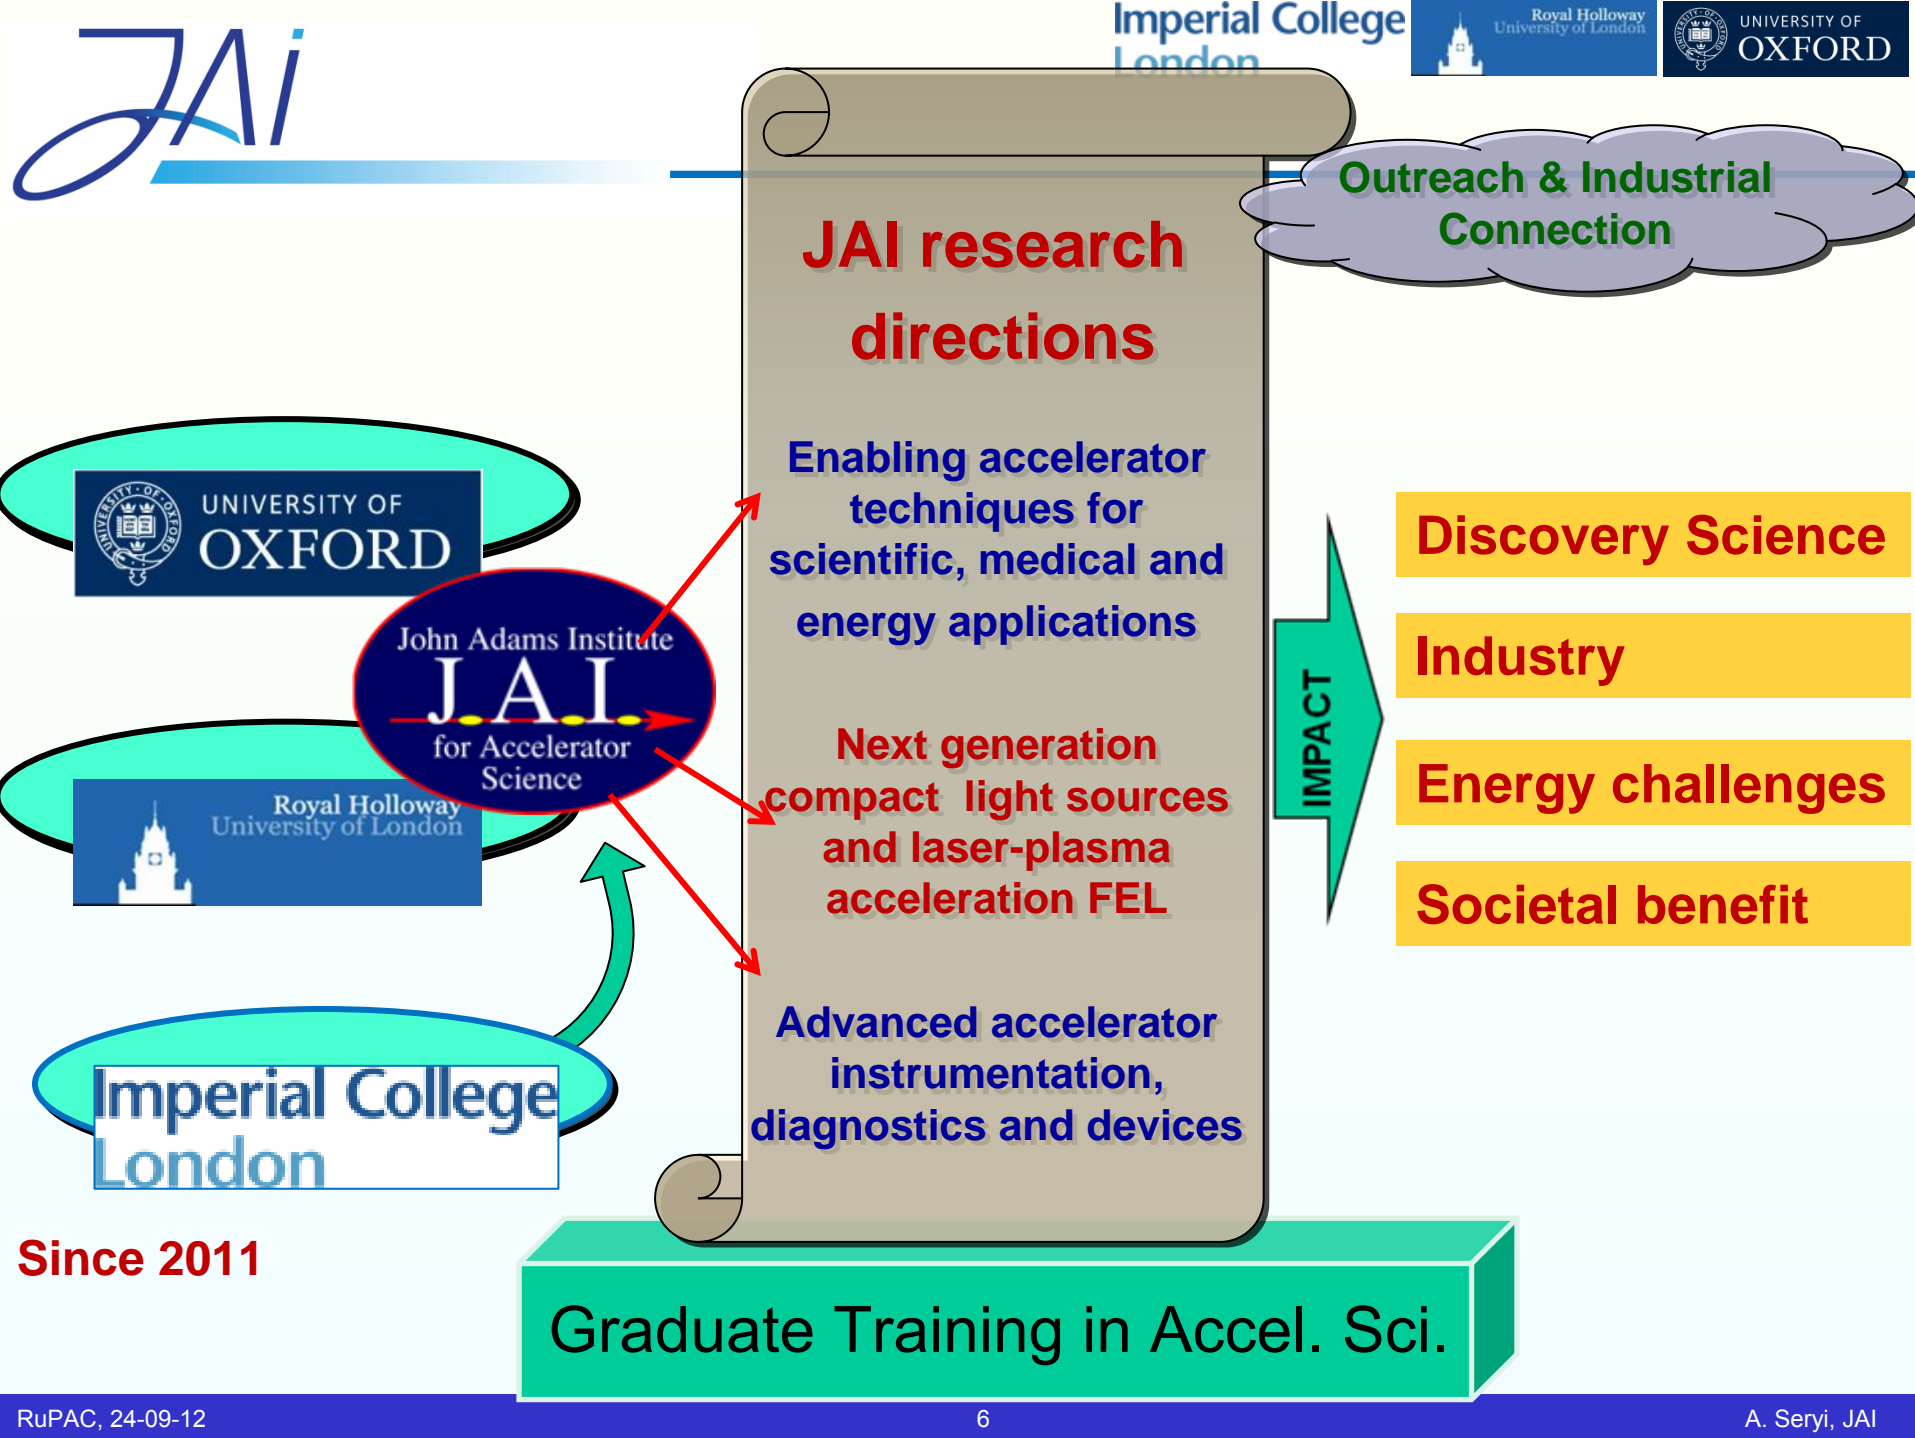 JAi
Imperial College
London
Royal Holloway
University of London
UNIVERSITY OF
OXFORD
Outreach & Industrial
Connection
JAI research
directions
Enabling accelerator
techniques for
scientific, medical and
energy applications
Next generation
compact light sources
and laser-plasma
acceleration FEL
Advanced accelerator
instrumentation,
diagnostics and devices
UNIVERSITY OF
OXFORD
John Adams Institute
J.A.I.
for Accelerator
Science
Royal Holloway
University of London
Imperial College
London
Since 2011
IMPACT
Discovery Science
Industry
Energy challenges
Societal benefit
Graduate Training in Accel. Sci.
RuPAC, 24-09-12
6
A. Seryi, JAI